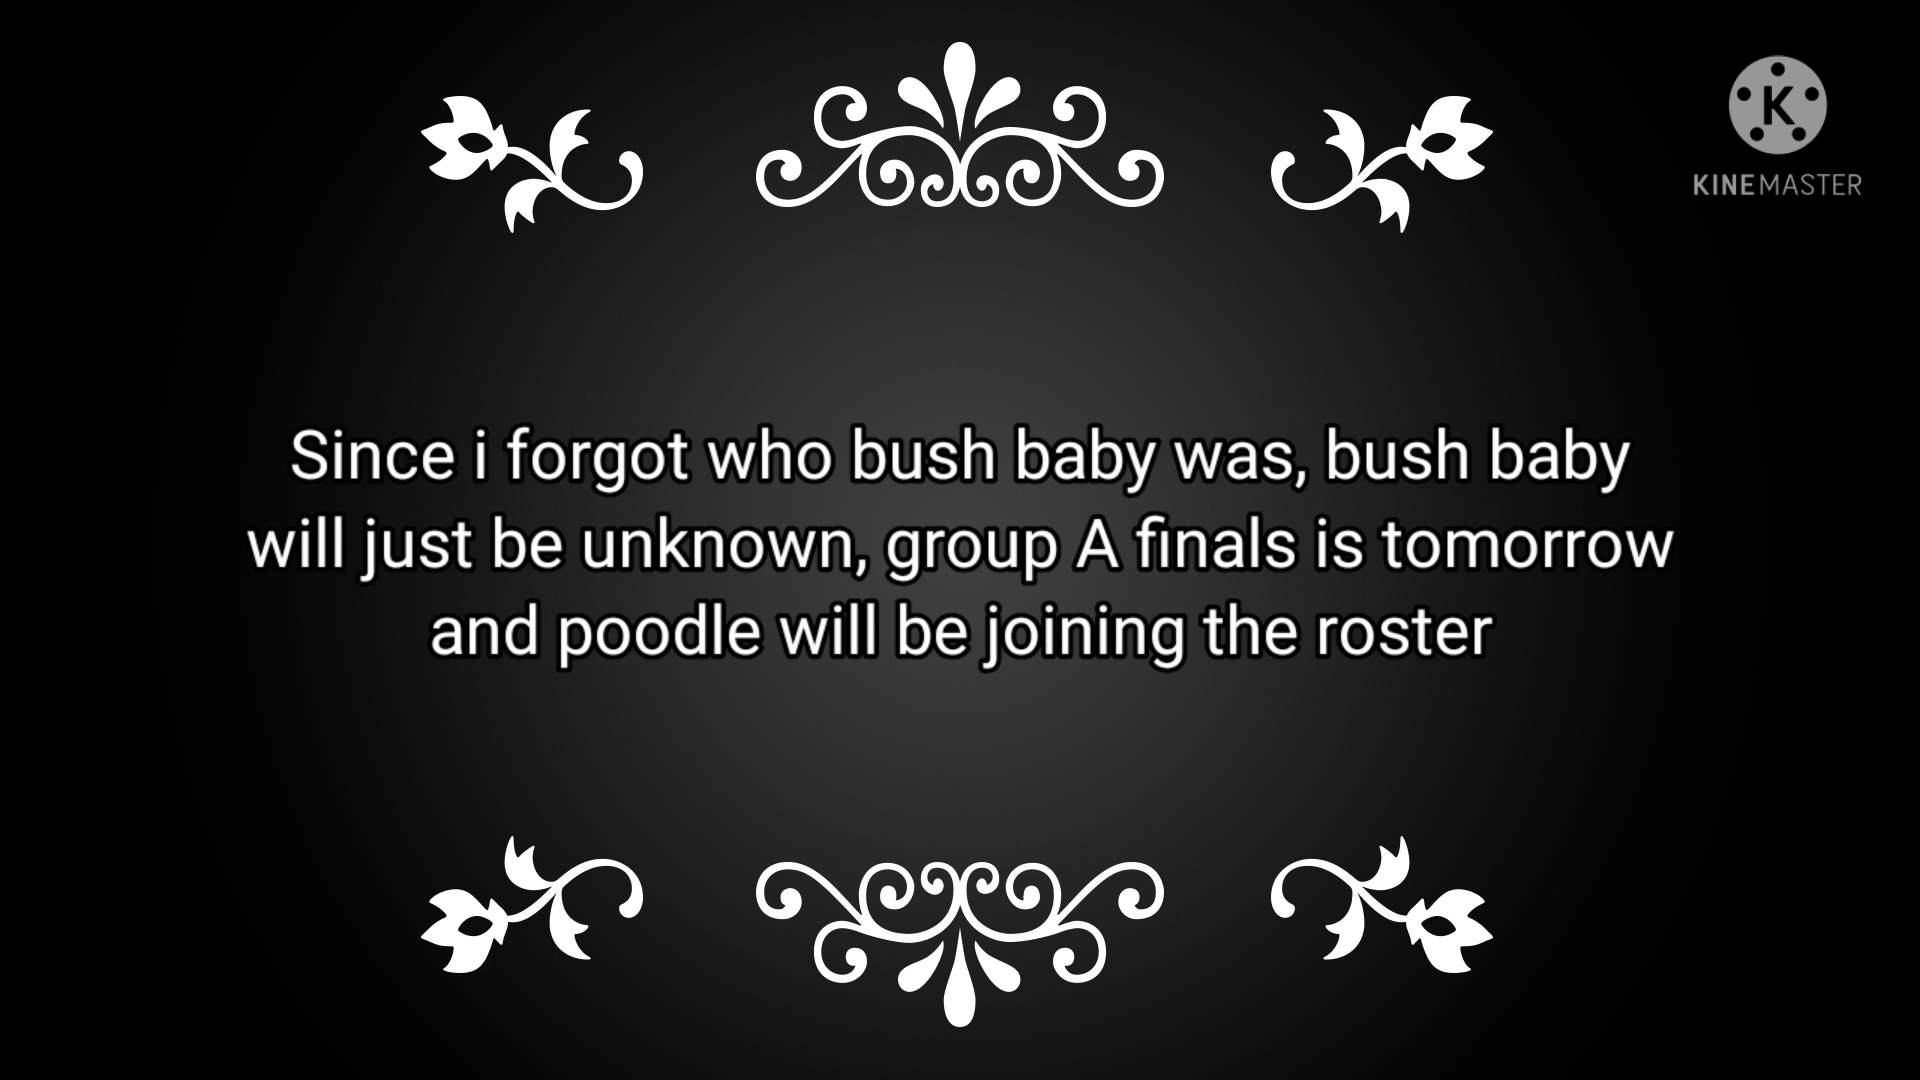 K
KINEMASTER
Since i forgot who bush baby was, bush baby
will just be unknown, group A finals is tomorrow
and poodle will be joining the roster